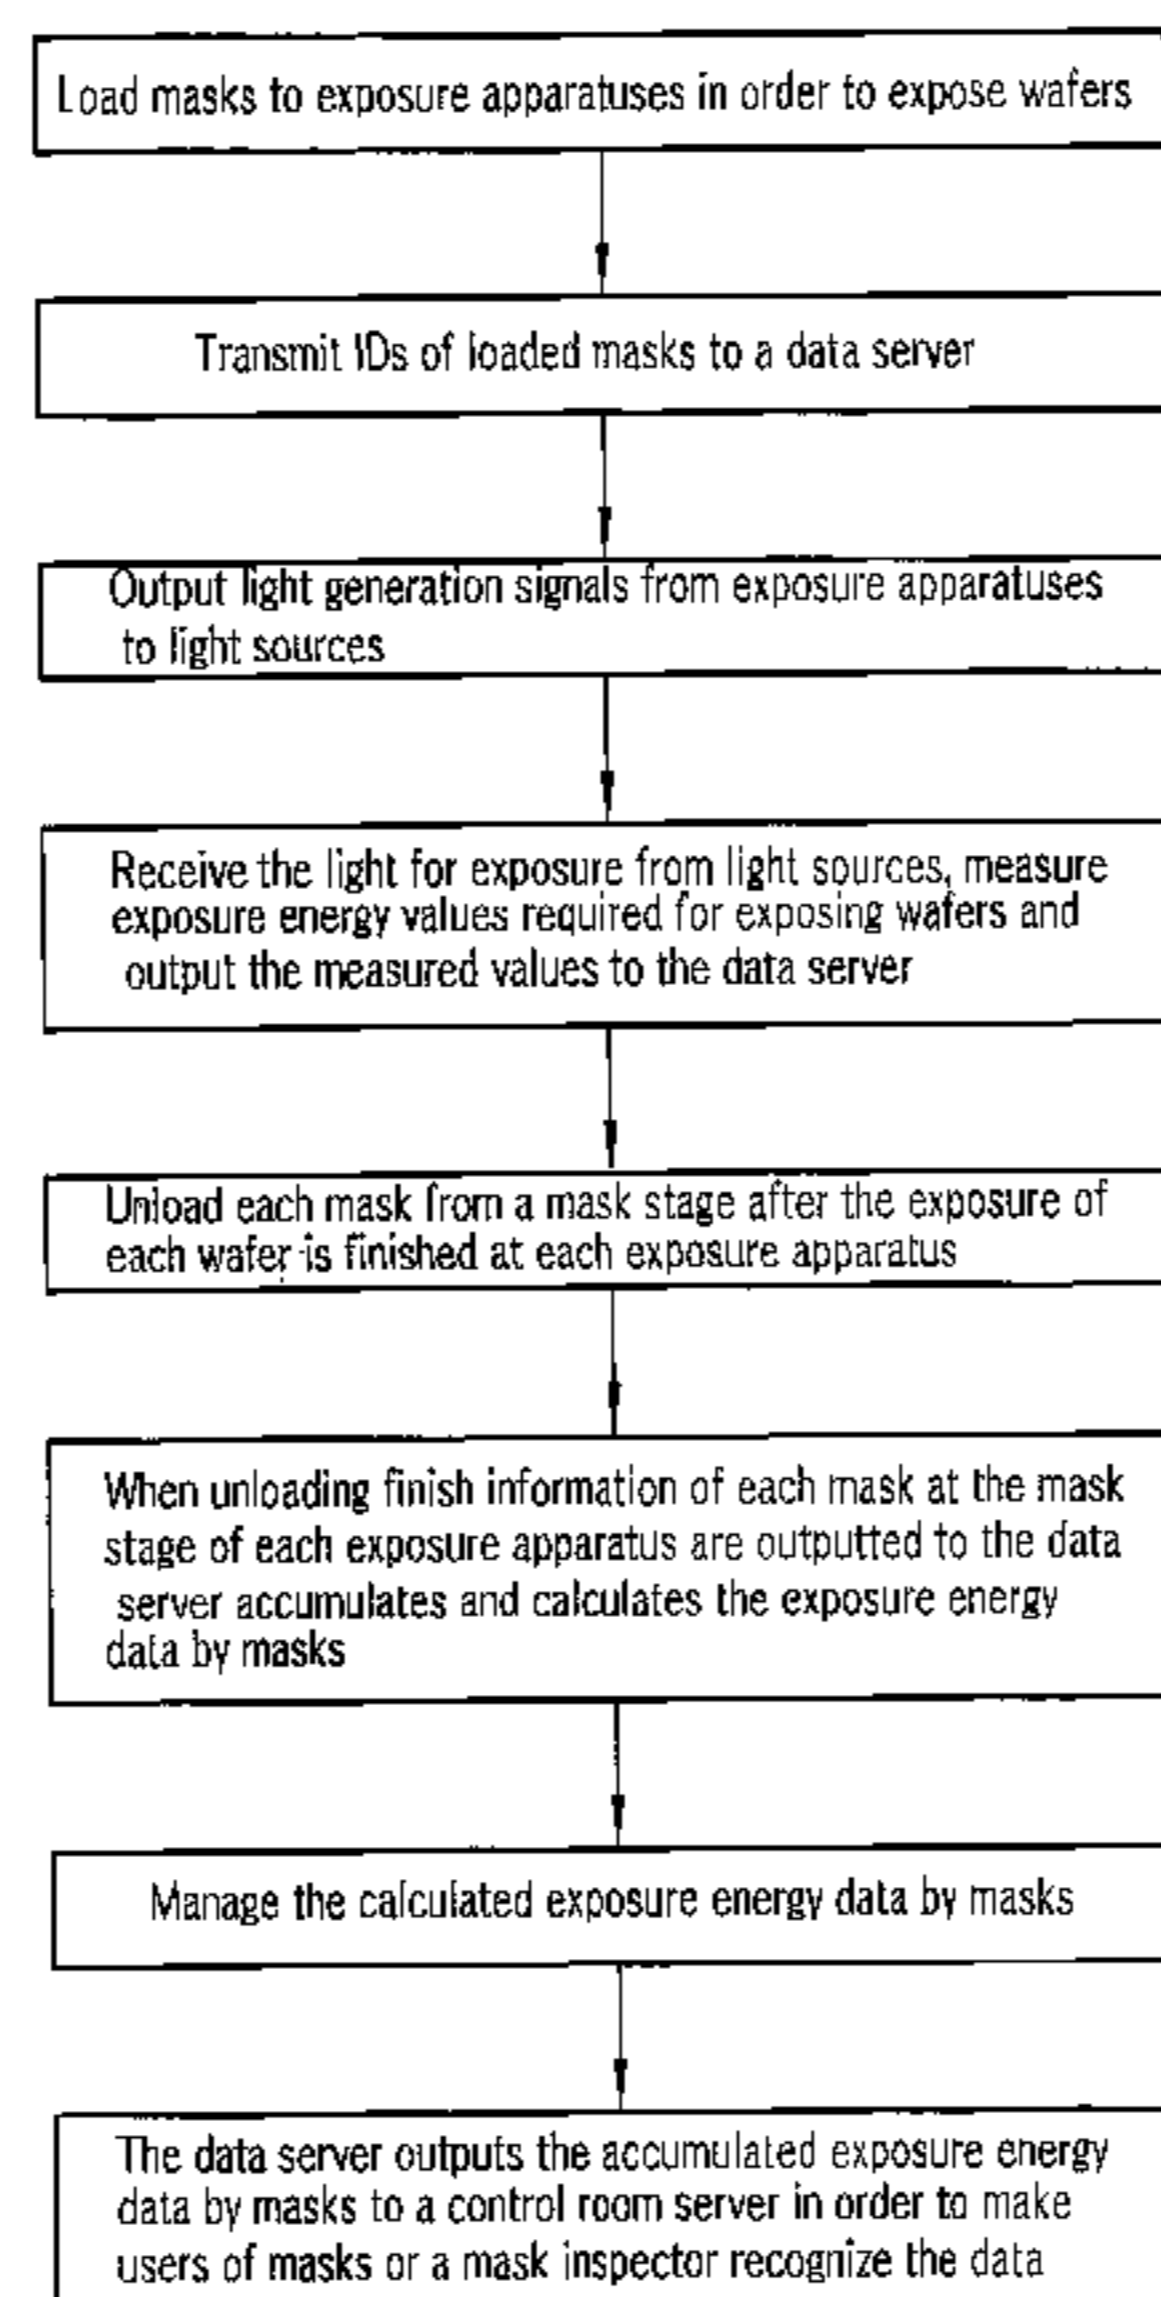 Load masks to exposure apparatuses in order to expose wafers
Transmit IDs of loaded masks to a data server
Output light generation signals from exposure apparatuses
to light sources
Receive the light for exposure from light sources, measure
exposure energy values required for exposing wafers and
output the measured values to the data server
Unload each mask from a mask stage after the exposure of
each wafer is finished at each exposure apparatus
When unloading finish information of each mask at the mask
stage of each exposure apparatus are outputted to the data
server accumulates and calculates the exposure energy
data by masks
Manage the calculated exposure energy data by masks
The data server outputs the accumulated exposure energy
data by masks to a control room server in order to make
users of masks or a mask inspector recognize the data